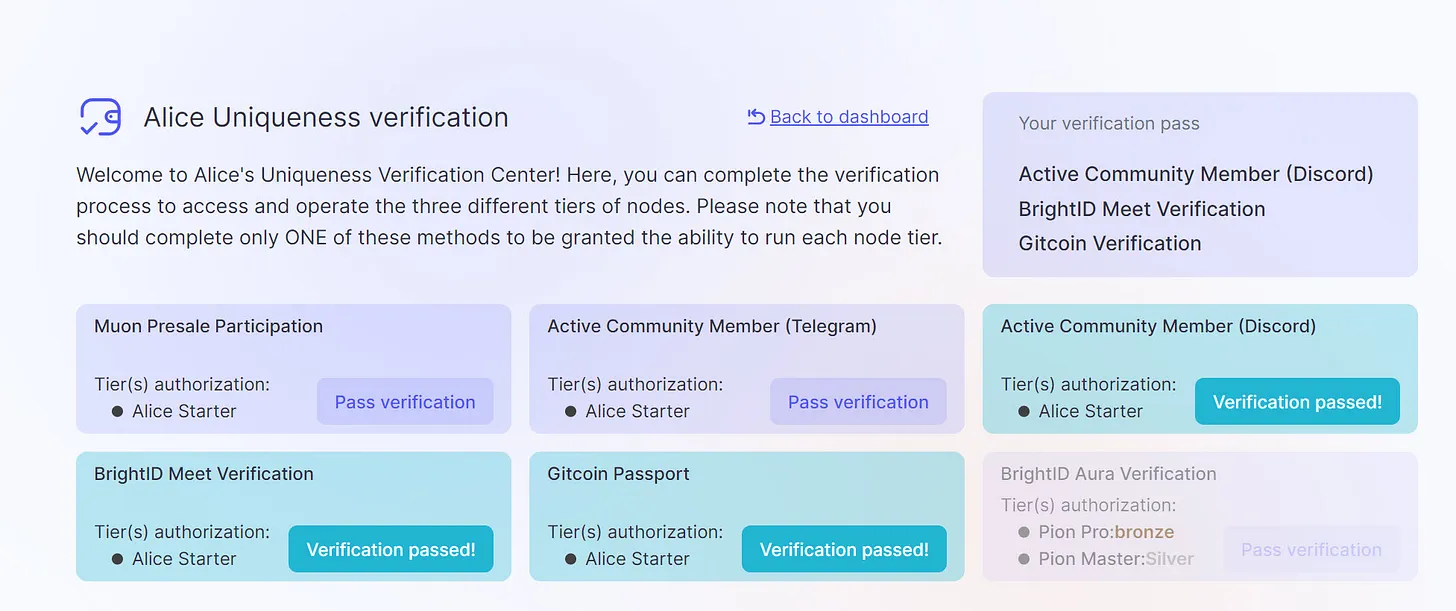 Alice Uniqueness verification
Back to dashboard
Welcome to Alice's Uniqueness Verification Center! Here, you can complete the verification
process to access and operate the three different tiers of nodes. Please note that you
should complete only ONE of these methods to be granted the ability to run each node tier.
Your verification pass
Active Community Member (Discord)
BrightID Meet Verification
Gitcoin Verification
Muon Presale Participation
Tier(s) authorization:
Alice Starter
Pass verification
Active Community Member (Telegram)
Tier(s) authorization:
Alice Starter
Pass verification
Active Community Member (Discord)
Tier(s) authorization:
Alice Starter
Verification passed!
BrightID Meet Verification
Tier(s) authorization:
Alice Starter
Verification passed!
Gitcoin Passport
Tier(s) authorization:
Alice Starter
Verification passed!
BrightID Aura Verification
Tier(s) authorization:
Pion Pro:bronze
Pion Master:Silver
Pass verification